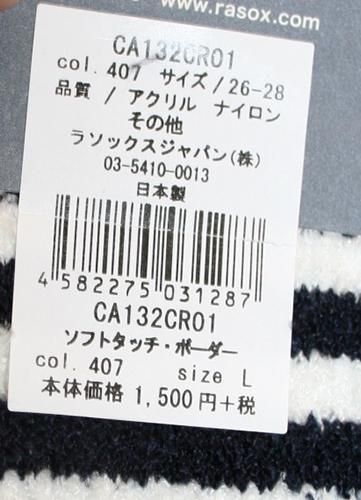 www.rasox.com
CA132CR01
col. 407 サイズ/26-28
品質 / アクリル ナイロン
その他
ラソックスジャパン(株)
03-5410-0013
日本製
4 582275 031287
CA132CR01
ソフトタッチ・ボーダー
col. 407 size L
本体価格 1,500円+税